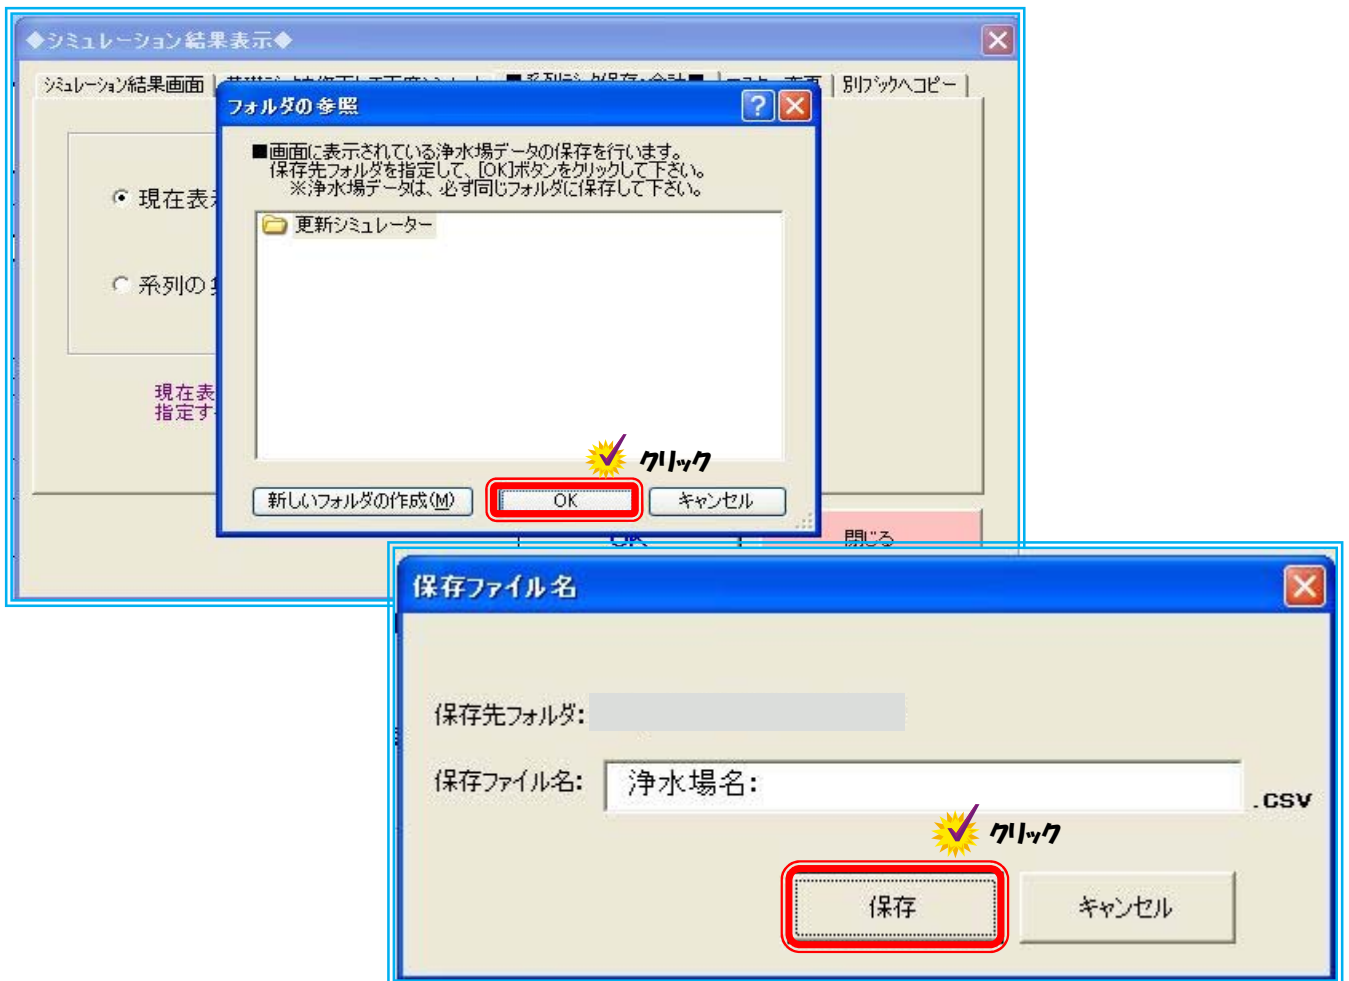 ◆シミュレーション結果表示◆
シミュレーション結果画面
別ブックへコピー
フォルダの参照
■画面に表示されている浄水場データの保存を行います。
保存先フォルダを指定して、[OK]ボタンをクリックして下さい。
※浄水場データは、必ず同じフォルダに保存して下さい。
現在表
更新シミュレーター
系列の
現在表
指定す
クリック
新しいフォルダの作成(M)
OK
キャンセル
OK
閉じる
保存ファイル名
保存先フォルダ:
保存ファイル名:
浄水場名:
.csv
クリック
保存
キャンセル